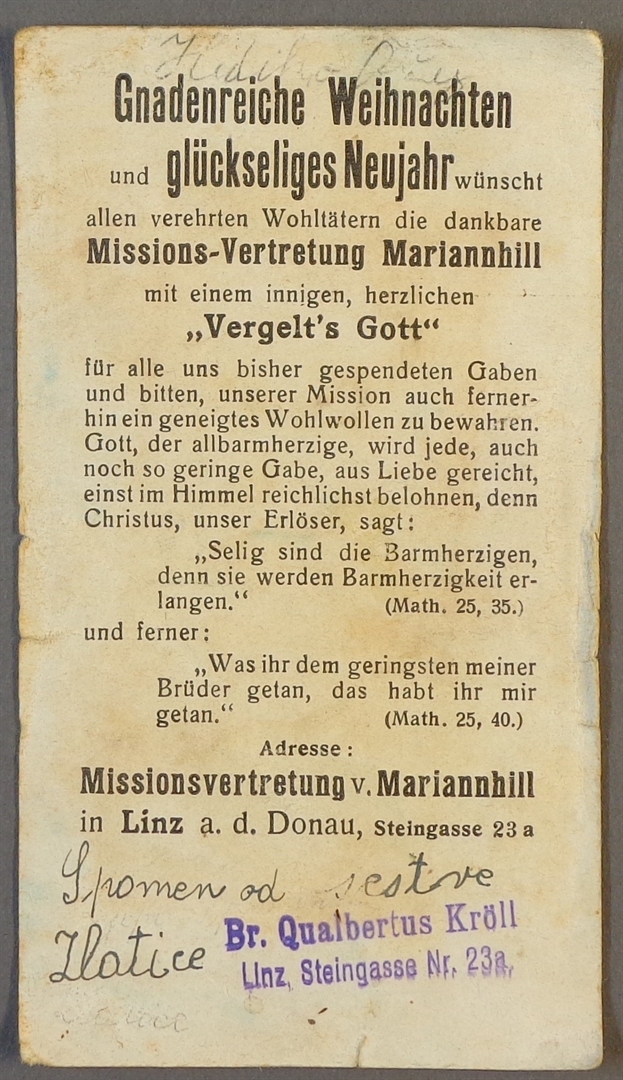 Gnadenreiche Weihnachten
und glückseliges Neujahr wünscht
allen verehrten Wohltätern die dankbare
Missions-Vertretung Mariannhill
mit einem innigen, herzlichen
„Vergelt's Gott“
für alle uns bisher gespendeten Gaben
und bitten, unserer Mission auch ferner-
hin ein geneigtes Wohlwollen zu bewahren.
Gott, der allbarmherzige, wird jede, auch
noch so geringe Gabe, aus Liebe gereicht,
einst im Himmel reichlichst belohnen, denn
Christus, unser Erlöser, sagt:
„Selig sind die Barmherzigen,
denn sie werden Barmherzigkeit er-
langen.“ (Math. 25, 35.)
und ferner:
„Was ihr dem geringsten meiner
Brüder getan, das habt ihr mir
getan.“ (Math. 25, 40.)
Adresse:
Missionsvertretung v. Mariannhill
in Linz a. d. Donau, Steingasse 23 a
Spomen od sestve
Zlatice
Br. Qualbertus Kröll
Linz, Steingasse Nr. 23a,